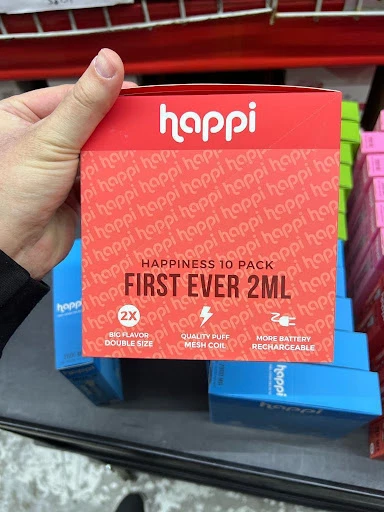 happi
HAPPINESS 10 PACK
FIRST EVER 2ML
2X
BIG FLAVOR
DOUBLE SIZE
QUALITY PUFF
MESH COIL
MORE BATTERY
RECHARGEABLE
happi
happi
happi